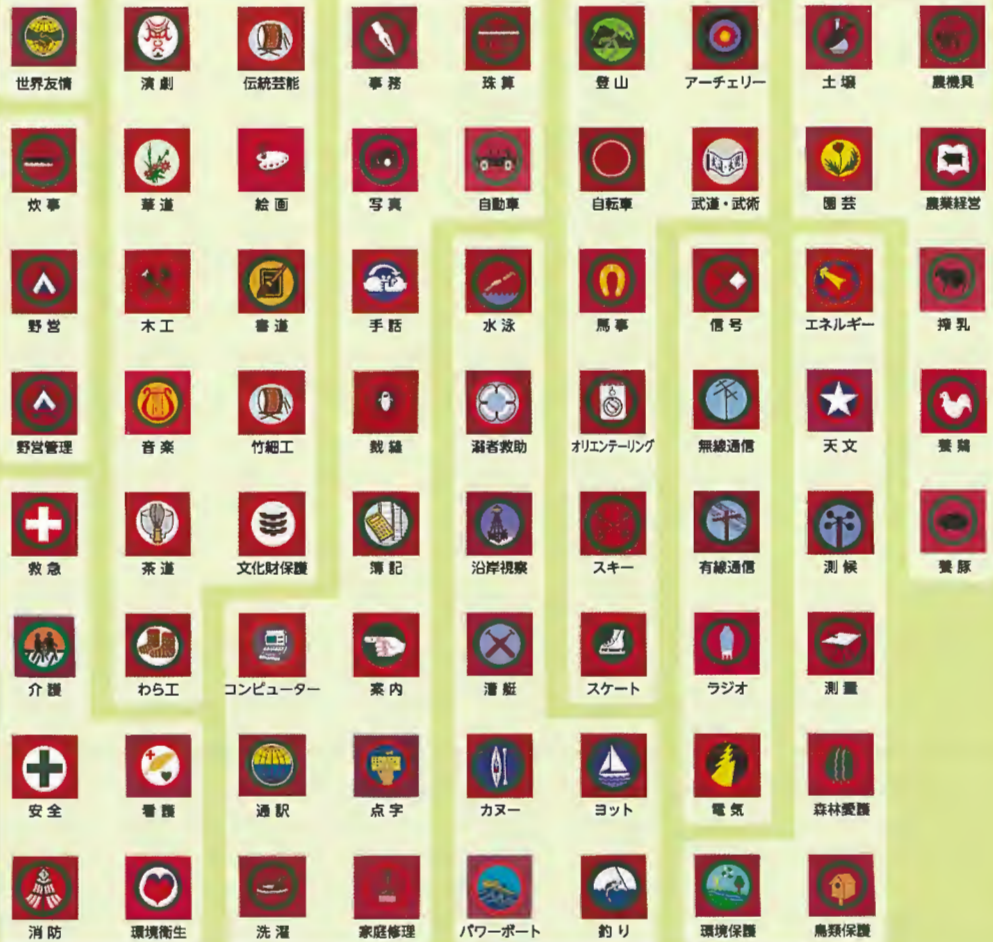 世界友情
演劇
伝統芸能
事務
珠算
登山
アーチェリー
土壌
農機具
炊事
華道
絵画
写真
自動車
自転車
武道・武術
園芸
農業経営
野営
木工
書道
手話
水泳
馬事
信号
エネルギー
搾乳
野営管理
音楽
竹細工
裁縫
溺者救助
オリエンテーリング
無線通信
天文
養鶏
救急
茶道
文化財保護
簿記
沿岸視察
スキー
有線通信
測候
養豚
介護
わら工
コンピューター
案内
漕艇
スケート
ラジオ
測量
安全
看護
通訳
点字
カヌー
ヨット
電気
森林愛護
消防
環境衛生
洗濯
家庭修理
パワーボート
釣り
環境保護
鳥類保護